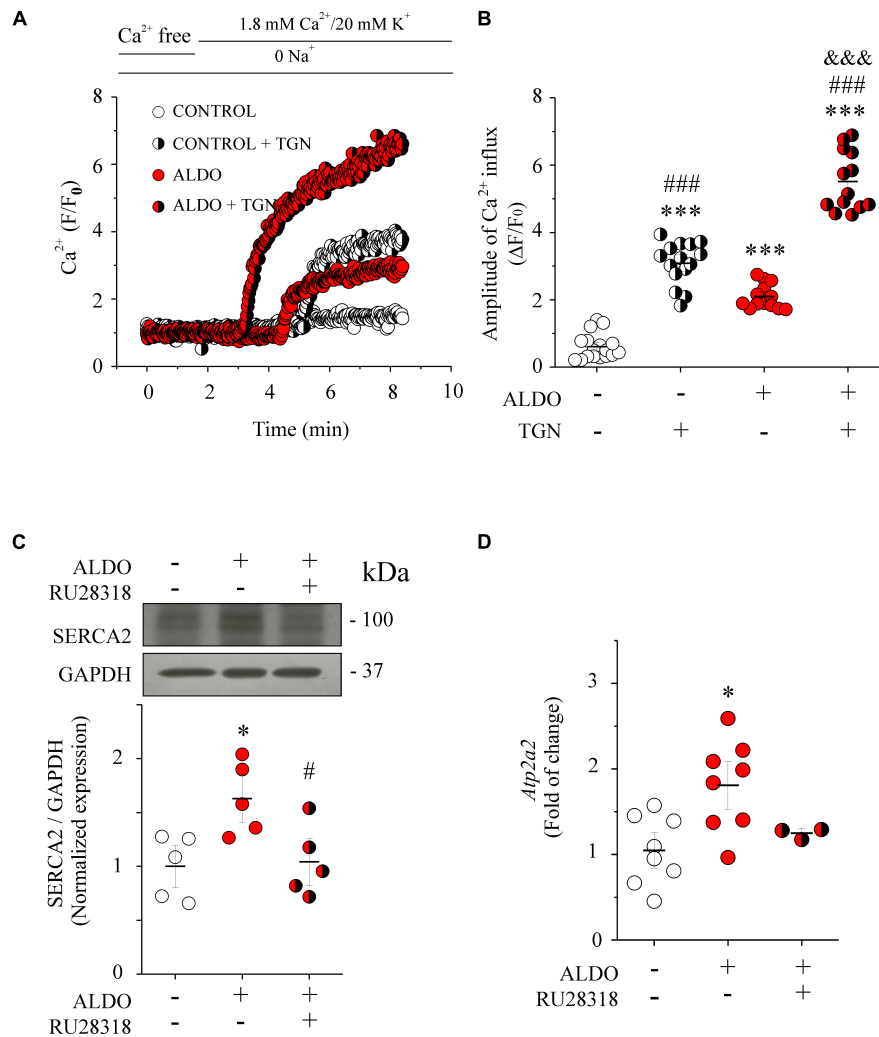 A
Ca²⁺ free
1.8 mM Ca²⁺/20 mM K⁺
0 Na⁺
8
6
4
2
0
Ca²⁺ (F/F₀)
CONTROL
CONTROL + TGN
ALDO
ALDO + TGN
0 2 4 6 8 10
Time (min)
B
8
6
4
2
0
Amplitude of Ca²⁺ influx
(ΔF/F₀)
###
***
***
&&&
###
***
ALDO - - + +
TGN - + - +
C
ALDO - + +
RU28318 - - +
kDa
SERCA2 - 100
GAPDH - 37
SERCA2 / GAPDH
(Normalized expression)
2
1
0
*
#
ALDO - + +
RU28318 - - +
D
Atp2a2
(Fold of change)
3
2
1
0
*
ALDO - + +
RU28318 - - +